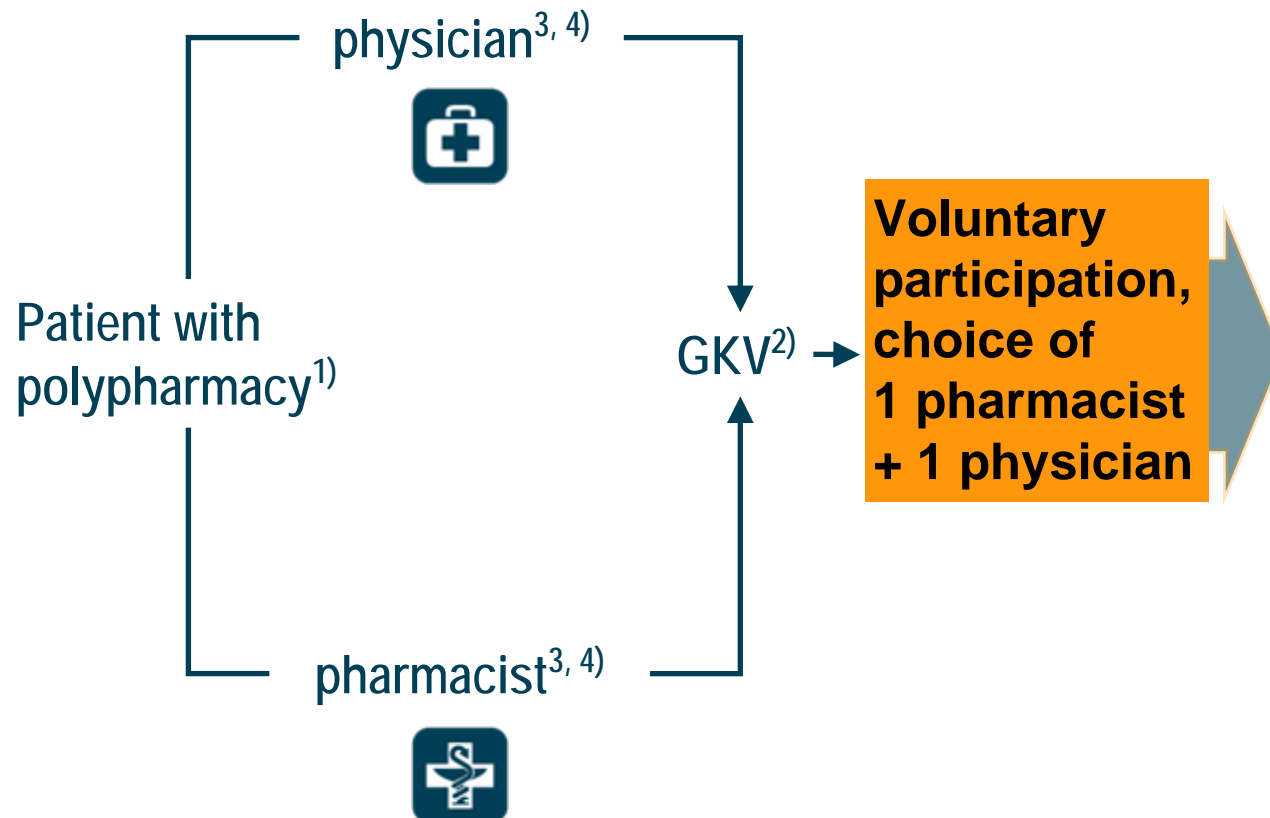 physician3, 4)
Patient with
polypharmacy1)
GKV2)
Voluntary
participation,
choice of
1 pharmacist
+ 1 physician
pharmacist3, 4)